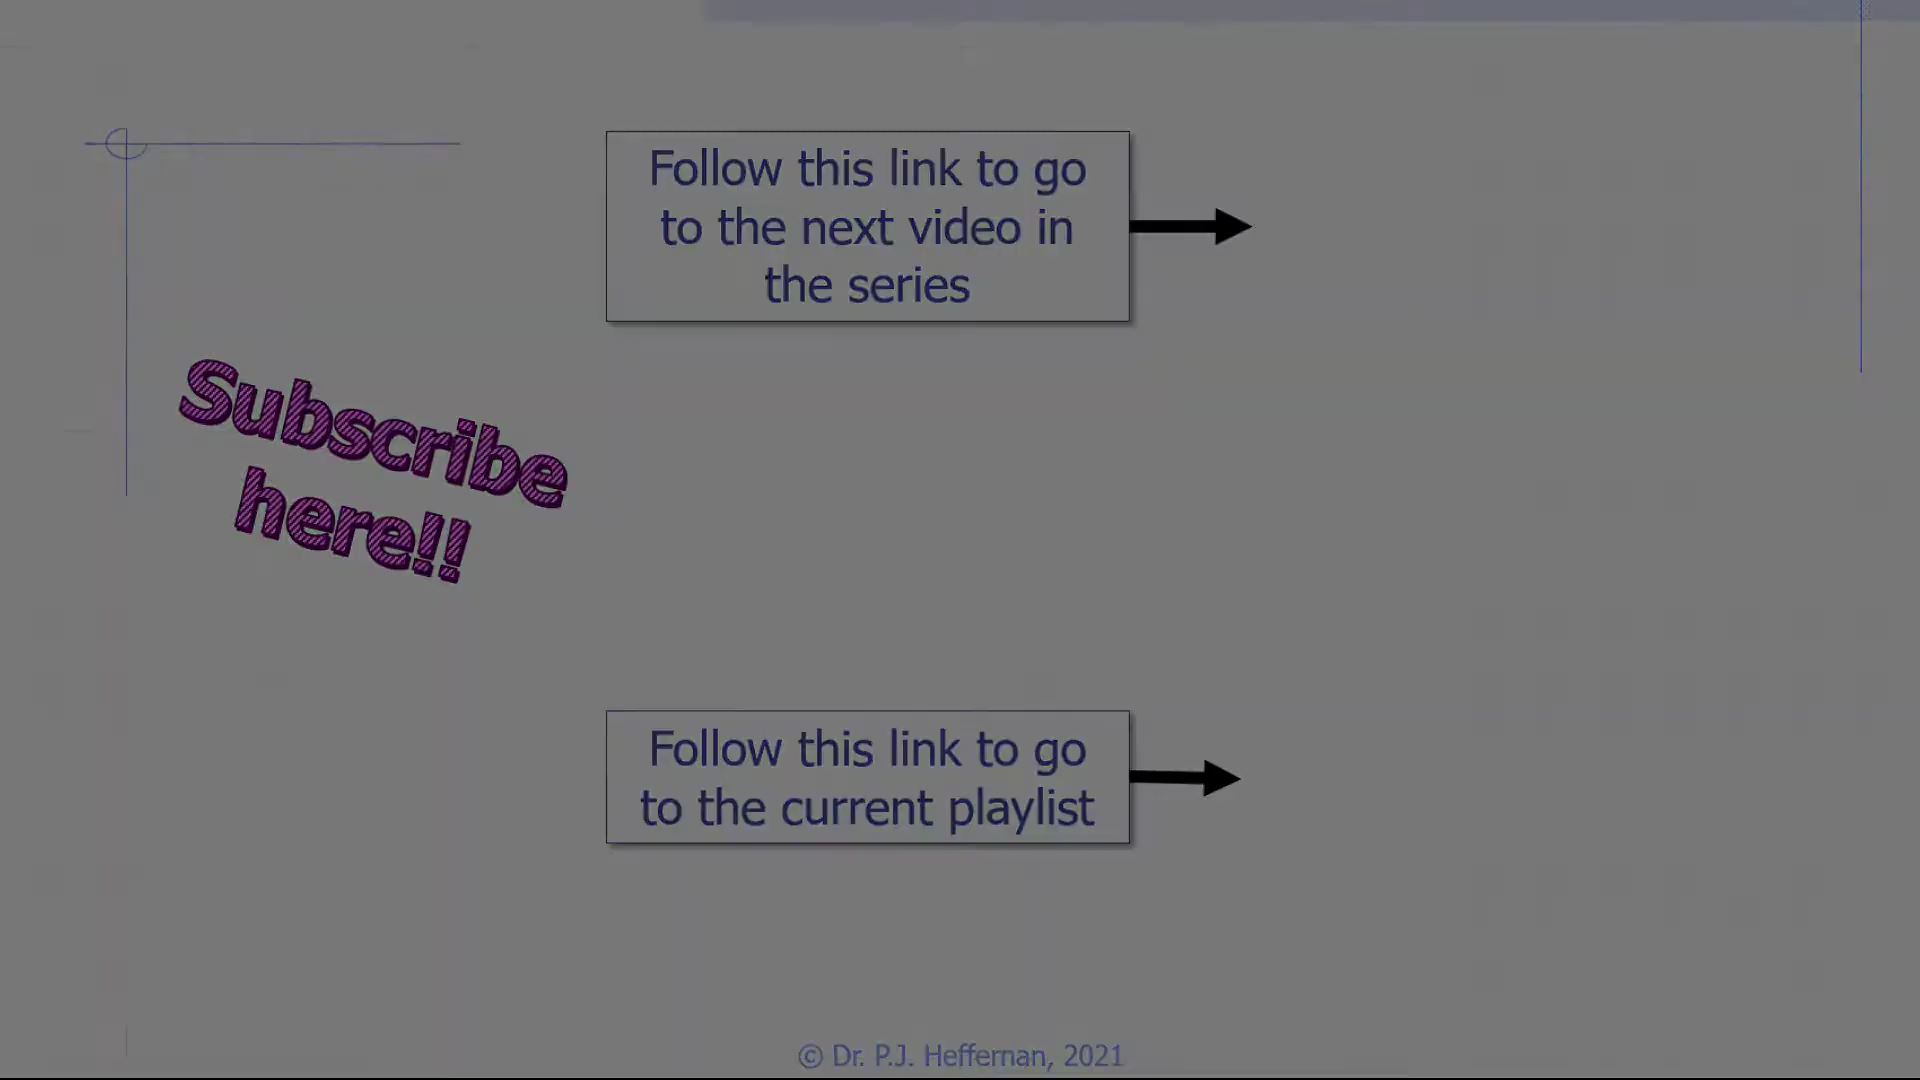 Follow this link to go
to the next video in
the series
Subscribe
here!!
Follow this link to go
to the current playlist
© Dr. P.J. Heffernan, 2021